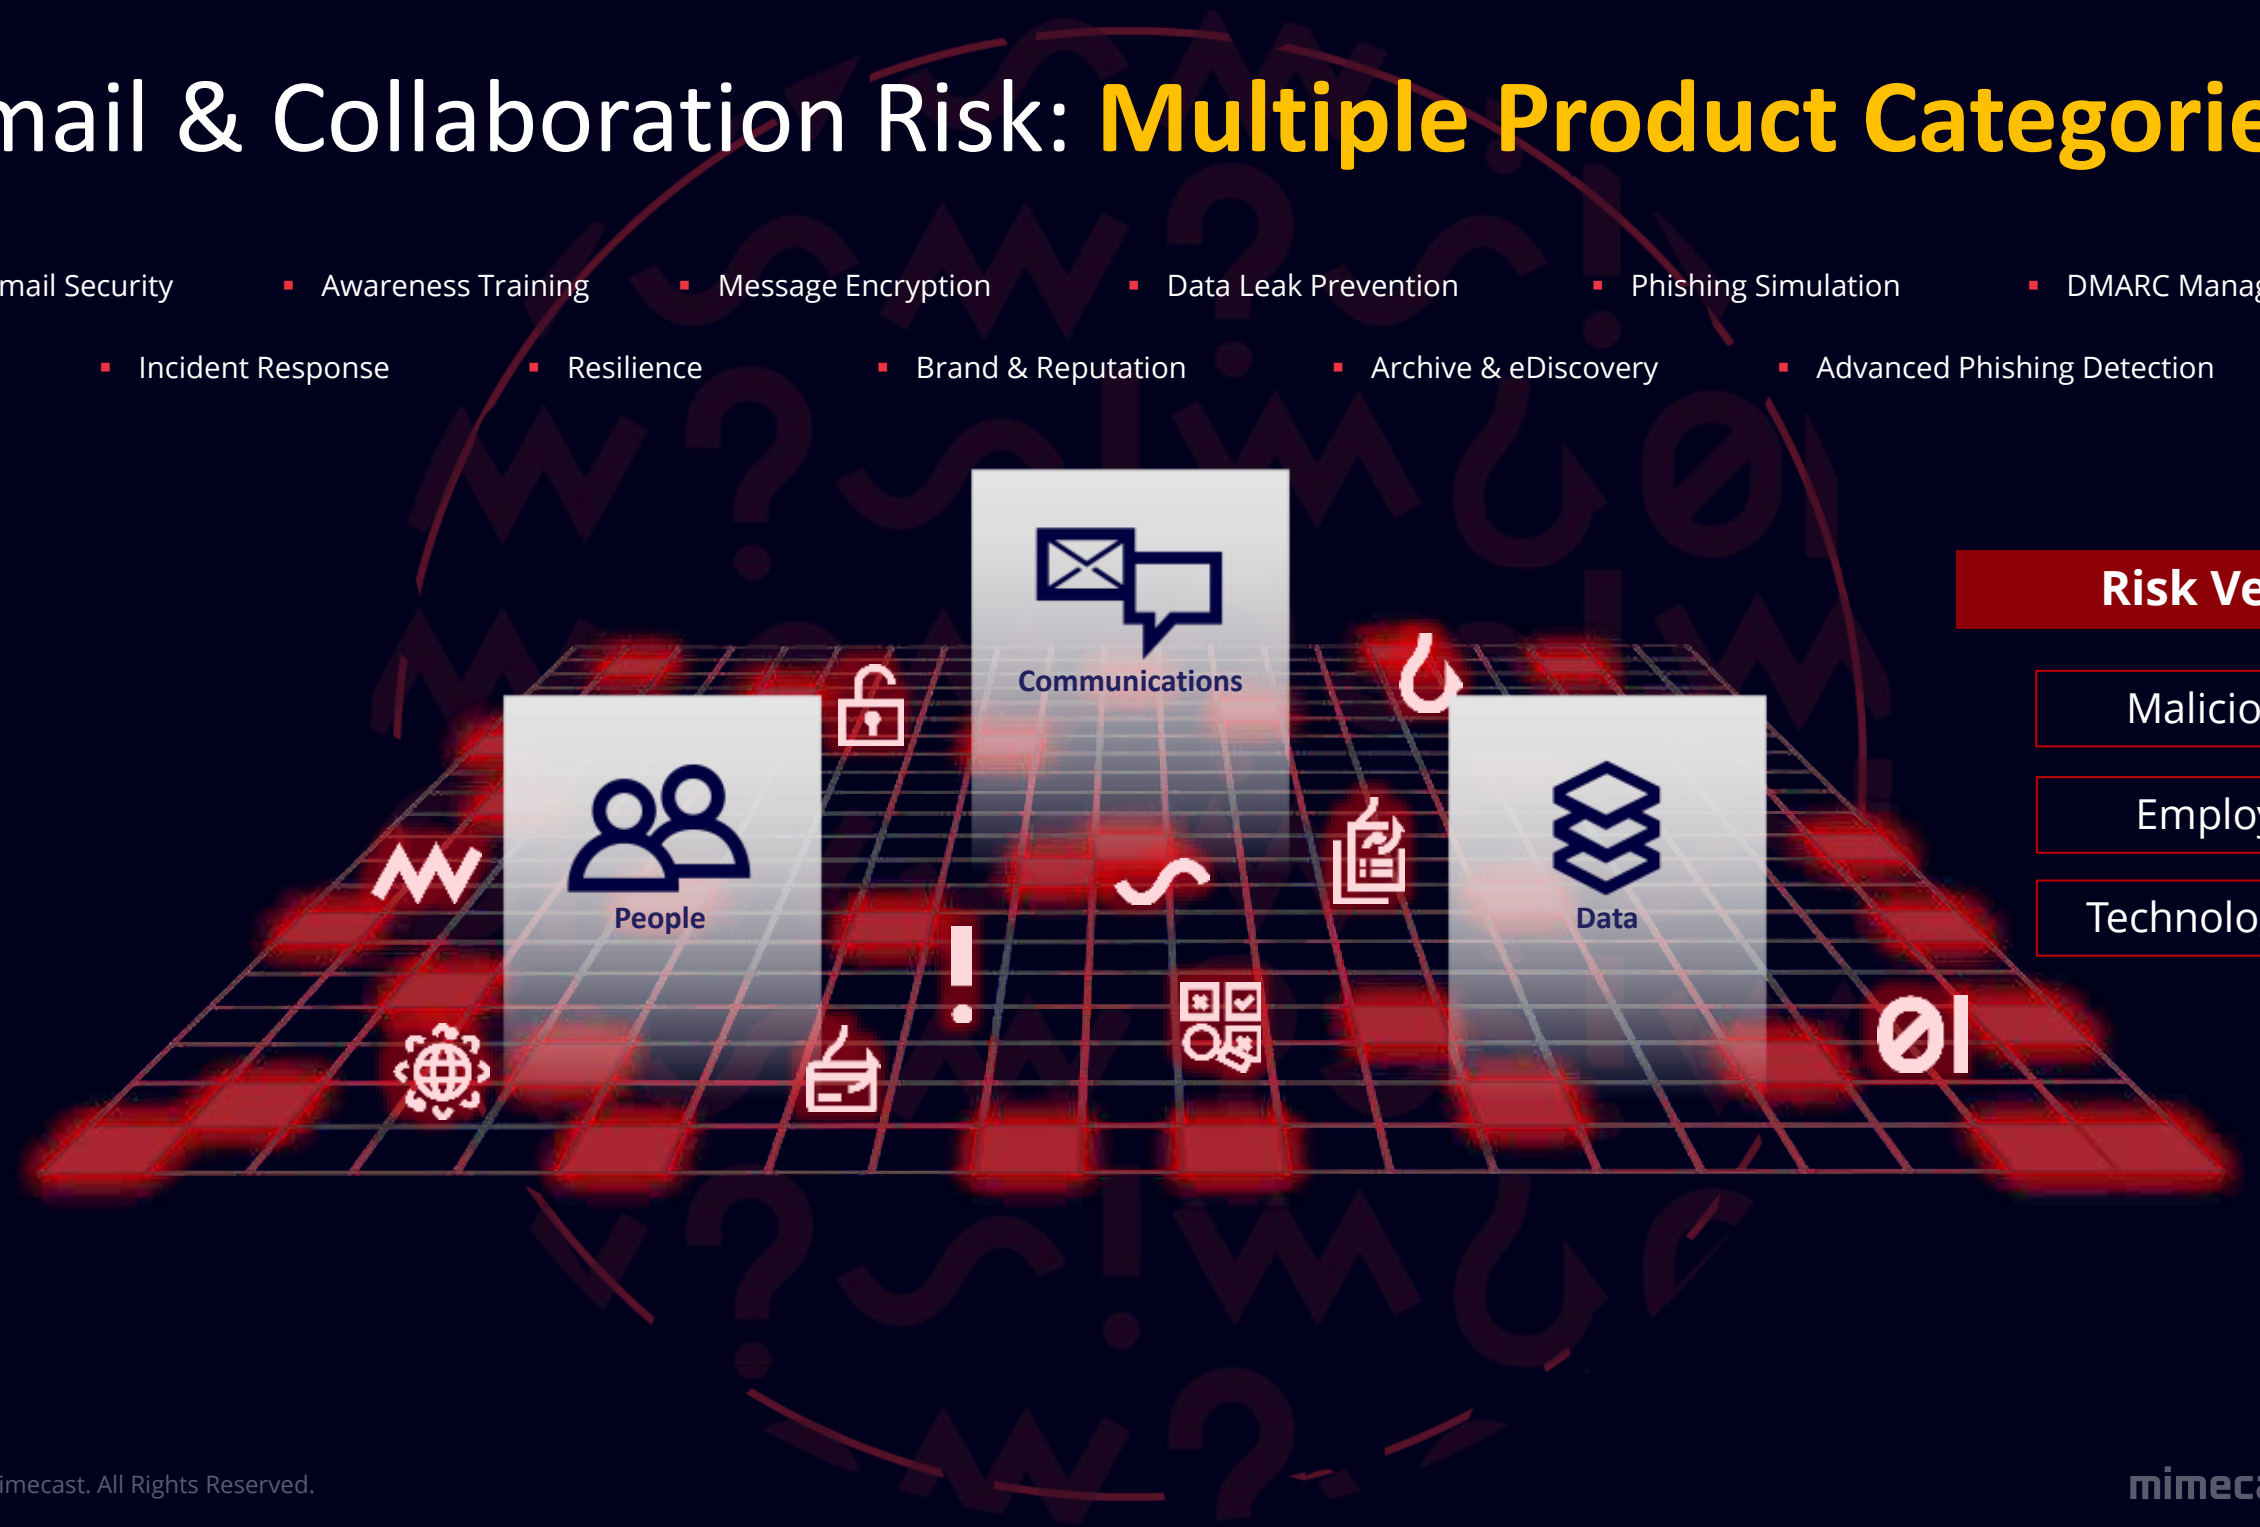 mail & Collaboration Risk: Multiple Product Categorie
mail Security ▪ Awareness Training ▪ Message Encryption ▪ Data Leak Prevention ▪ Phishing Simulation ▪ DMARC Manag
▪ Incident Response ▪ Resilience ▪ Brand & Reputation ▪ Archive & eDiscovery ▪ Advanced Phishing Detection
Communications
People
Data
Risk Ve
Malicio
Employ
Technolo
imecast. All Rights Reserved.
mimeca